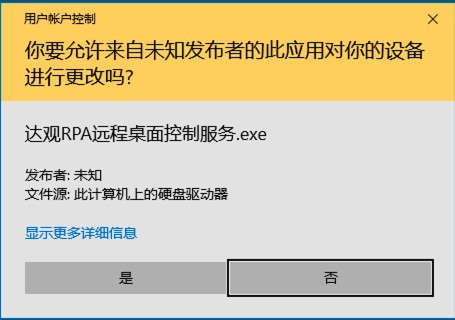 用户帐户控制
你要允许来自未知发布者的此应用对你的设备
进行更改吗?
达观RPA远程桌面控制服务.exe
发布者: 未知
文件源: 此计算机上的硬盘驱动器
显示更多详细信息
是
否